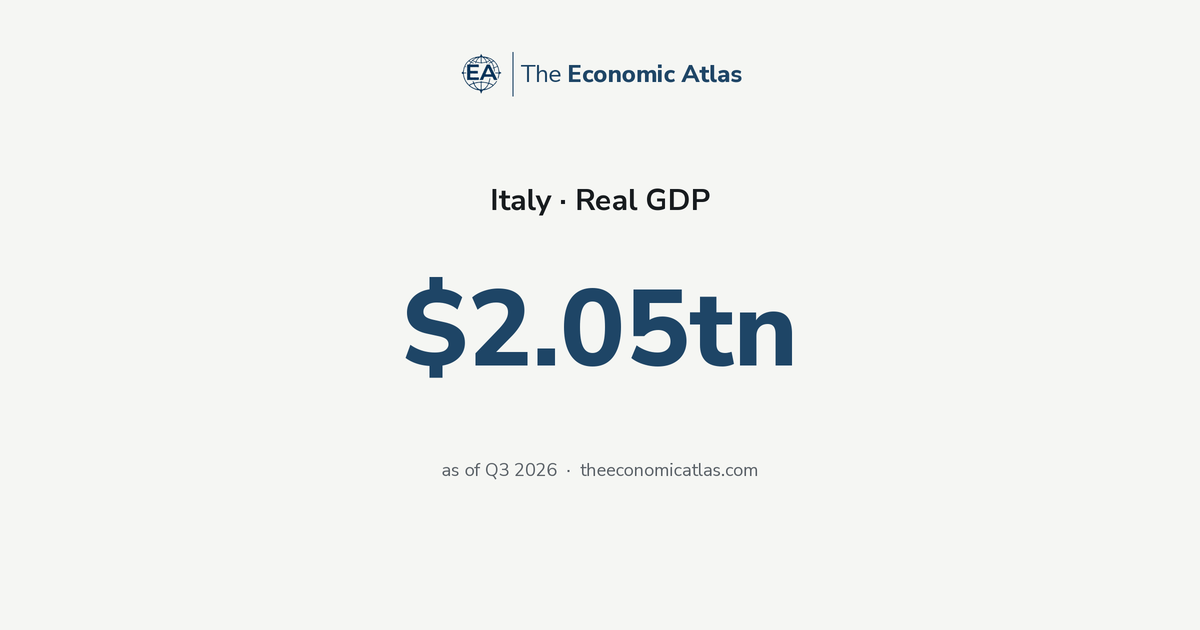 EA The Economic Atlas
Italy · Real GDP
$2.05tn
as of Q3 2026 · theeconomicatlas.com